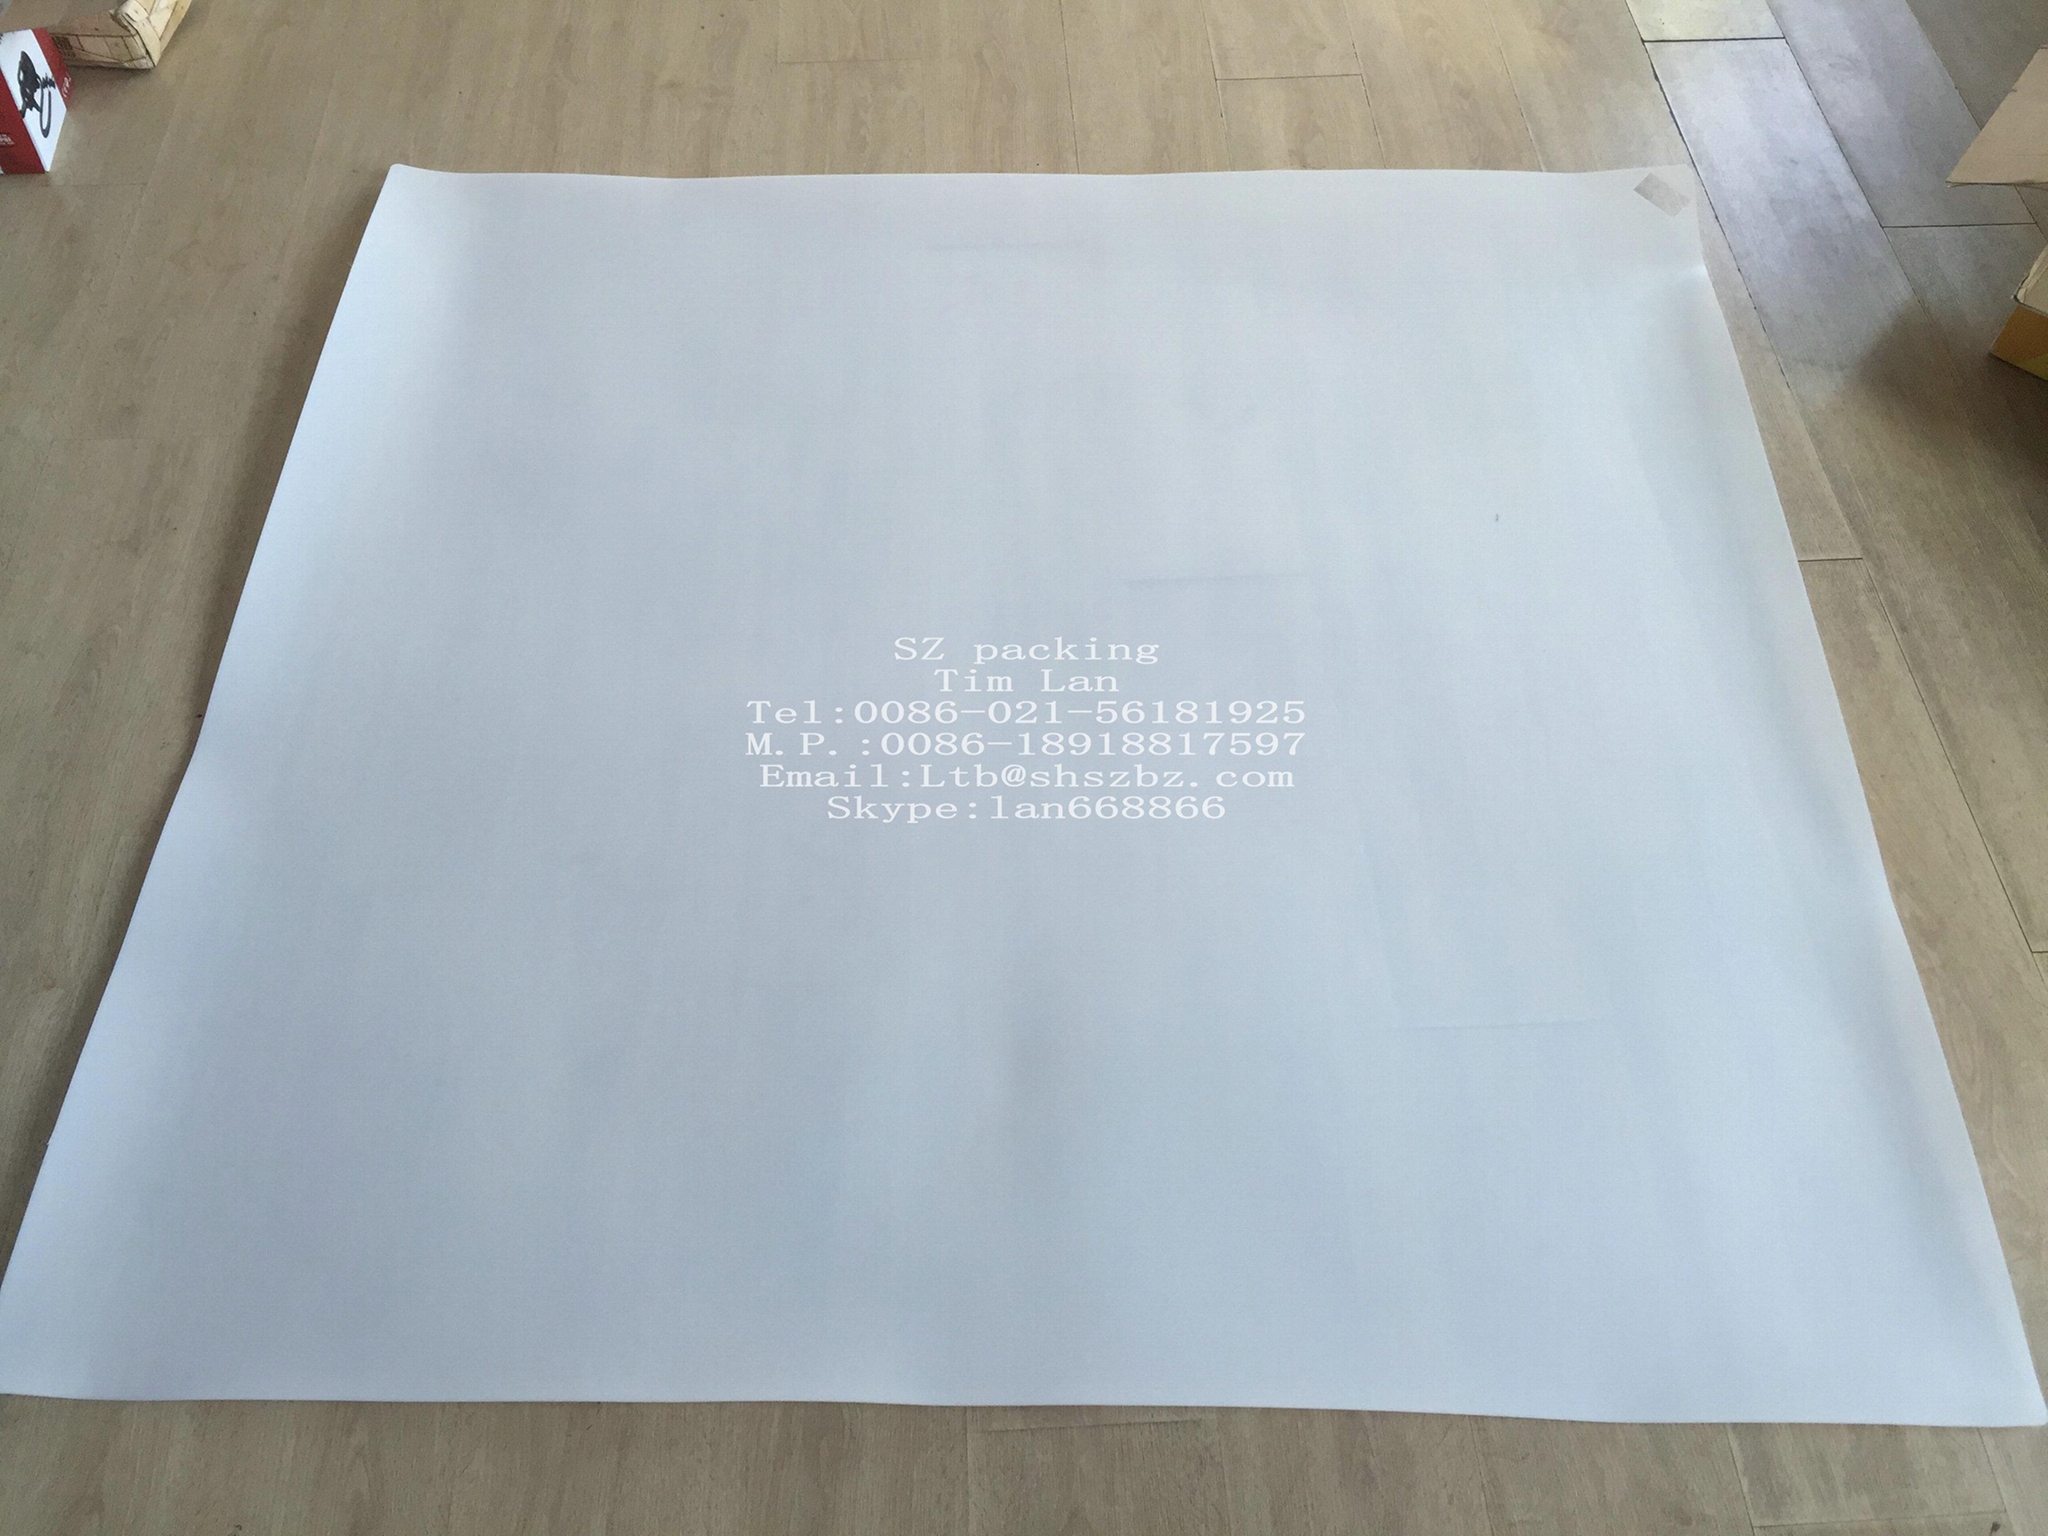 SZ packing
Tim Lan
Tel:0086-021-56181925
M.P.:0086-18918817597
Email:Ltb@shszbz.com
Skype:lan668866